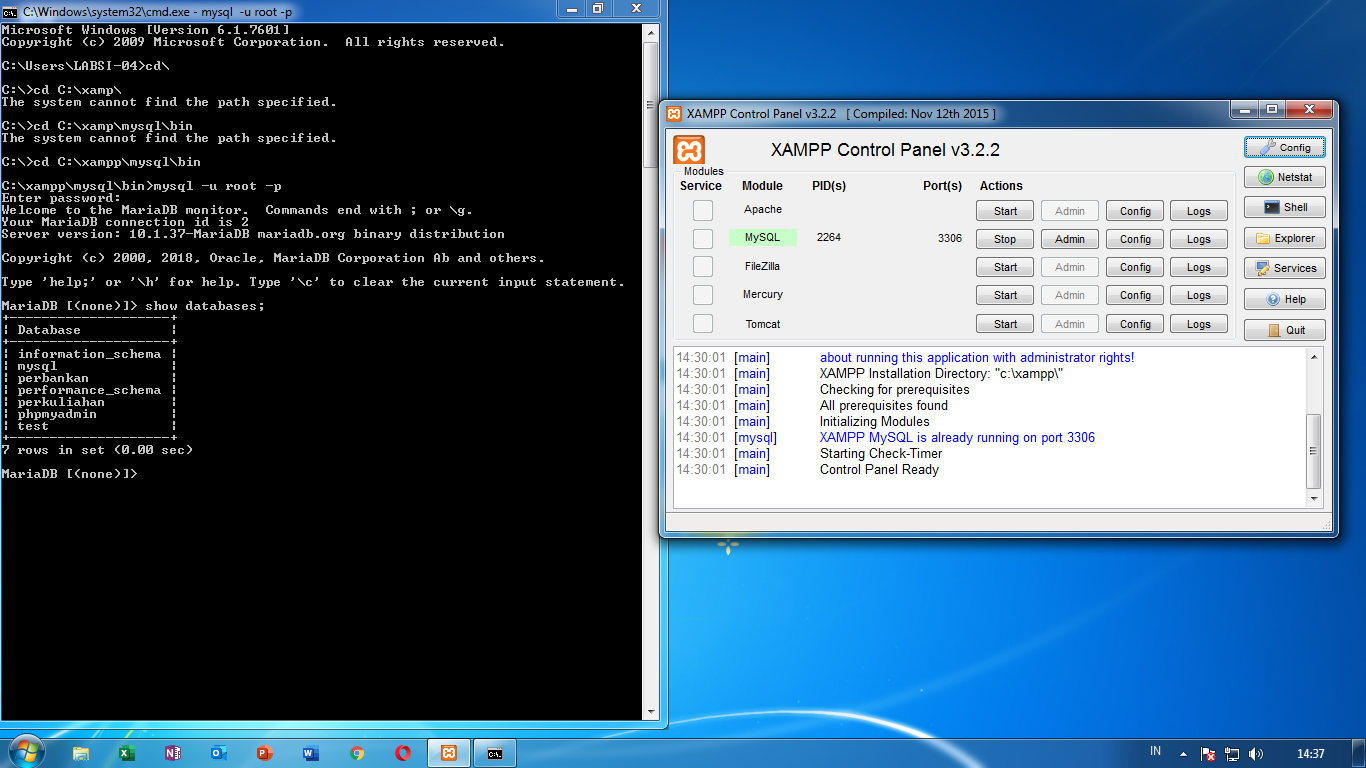 C:\Windows\system32\cmd.exe - mysql -u root -p
Microsoft Windows [Version 6.1.7601]
Copyright (c) 2009 Microsoft Corporation.  All rights reserved.
C:\Users\LABSI-04>cd\
C:\>cd C:\xamp\
The system cannot find the path specified.
C:\>cd C:\xamp\mysql\bin
The system cannot find the path specified.
C:\>cd C:\xampp\mysql\bin
C:\xampp\mysql\bin>mysql -u root -p
Enter password:
Welcome to the MariaDB monitor.  Commands end with ; or \g.
Your MariaDB connection id is 2
Server version: 10.1.37-MariaDB mariadb.org binary distribution
Copyright (c) 2000, 2018, Oracle, MariaDB Corporation Ab and others.
Type 'help;' or '\h' for help. Type '\c' to clear the current input statement.
MariaDB [(none)]> show databases;
+--------------------+
| Database           |
+--------------------+
| information_schema |
| mysql              |
| perbankan          |
| performance_schema |
| perkuliahan        |
| phpmyadmin         |
| test               |
+--------------------+
7 rows in set (0.00 sec)
MariaDB [(none)]>
XAMPP Control Panel v3.2.2 [ Compiled: Nov 12th 2015 ]
XAMPP Control Panel v3.2.2
Modules
Service Module PID(s) Port(s) Actions
Apache Start Admin Config Logs
MySQL 2264 3306 Stop Admin Config Logs
FileZilla Start Admin Config Logs
Mercury Start Admin Config Logs
Tomcat Start Admin Config Logs
Config
Netstat
Shell
Explorer
Services
Help
Quit
14:30:01 [main] about running this application with administrator rights!
14:30:01 [main] XAMPP Installation Directory: "c:\xampp\"
14:30:01 [main] Checking for prerequisites
14:30:01 [main] All prerequisites found
14:30:01 [main] Initializing Modules
14:30:01 [mysql] XAMPP MySQL is already running on port 3306
14:30:01 [main] Starting Check-Timer
14:30:01 [main] Control Panel Ready
IN 14:37